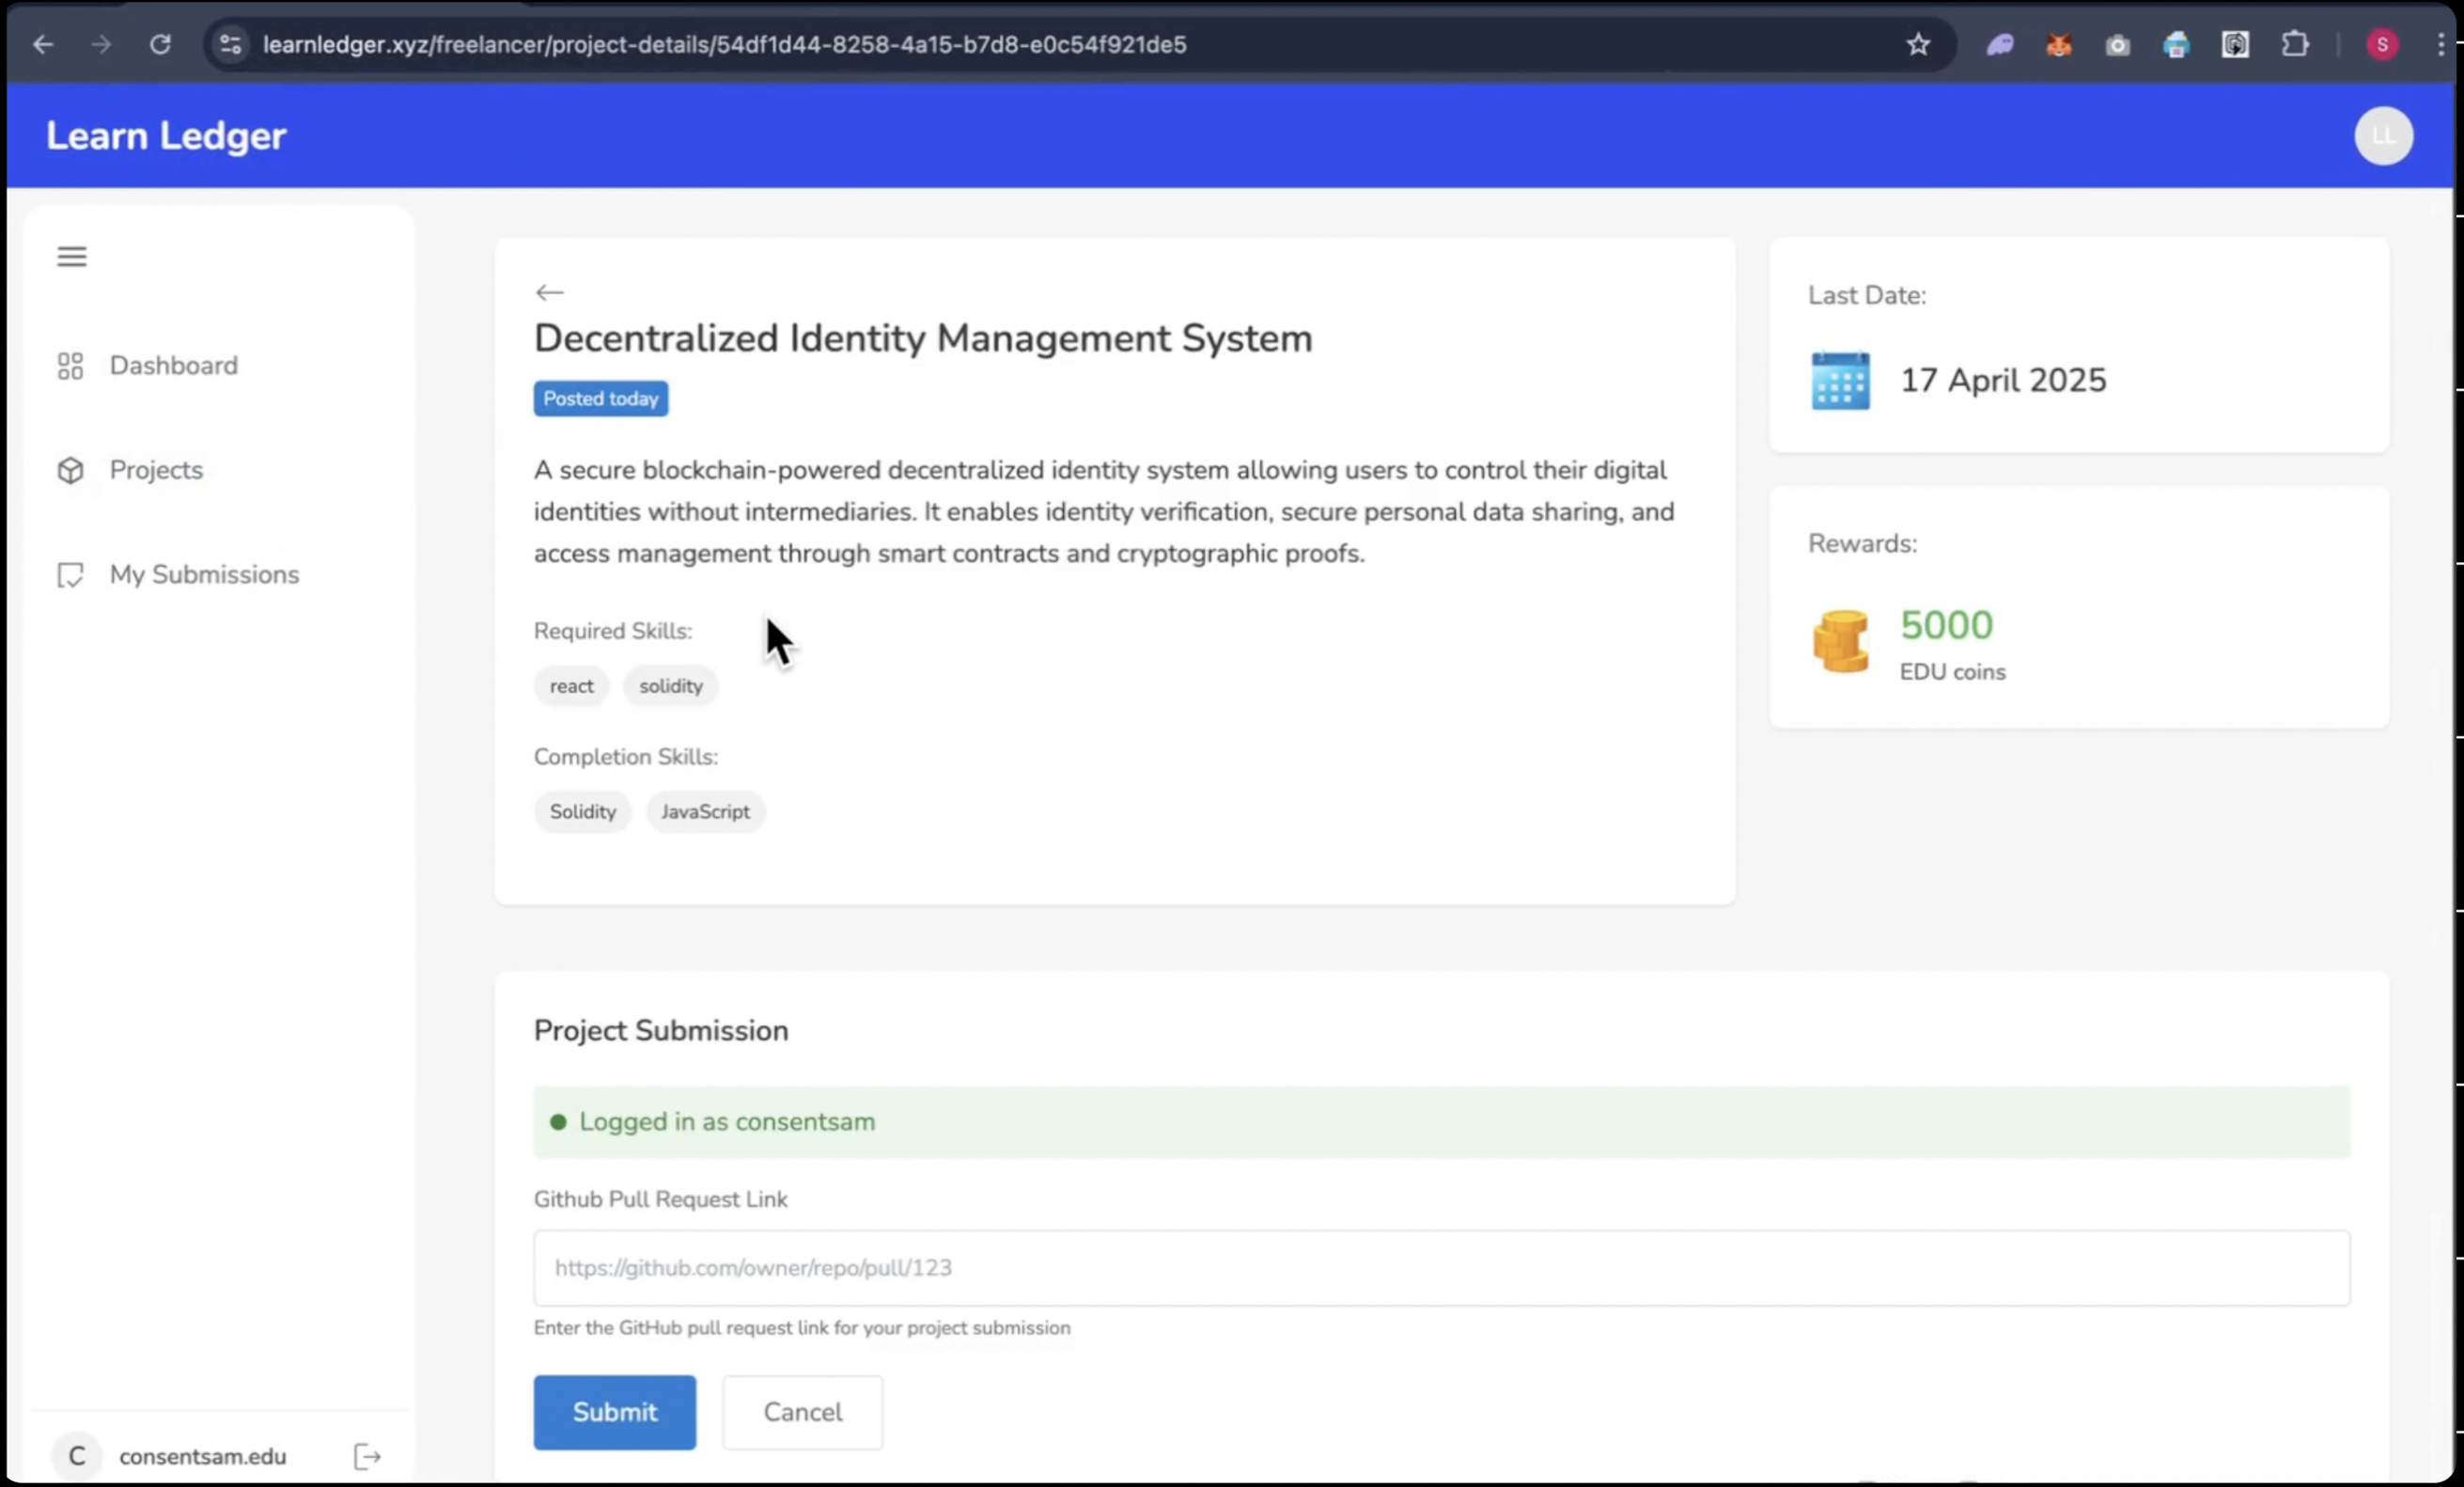 learnledger.xyz/freelancer/project-details/54df1d44-8258-4a15-b7d8-e0c54f921de5
S
Learn Ledger
LL
Dashboard
Projects
My Submissions
Decentralized Identity Management System
Posted today
A secure blockchain-powered decentralized identity system allowing users to control their digital
identities without intermediaries. It enables identity verification, secure personal data sharing, and
access management through smart contracts and cryptographic proofs.
Required Skills:
react solidity
Completion Skills:
Solidity JavaScript
Last Date:
17 April 2025
Rewards:
5000
EDU coins
Project Submission
Logged in as consentsam
Github Pull Request Link
https://github.com/owner/repo/pull/123
Enter the GitHub pull request link for your project submission
Submit Cancel
C consentsam.edu